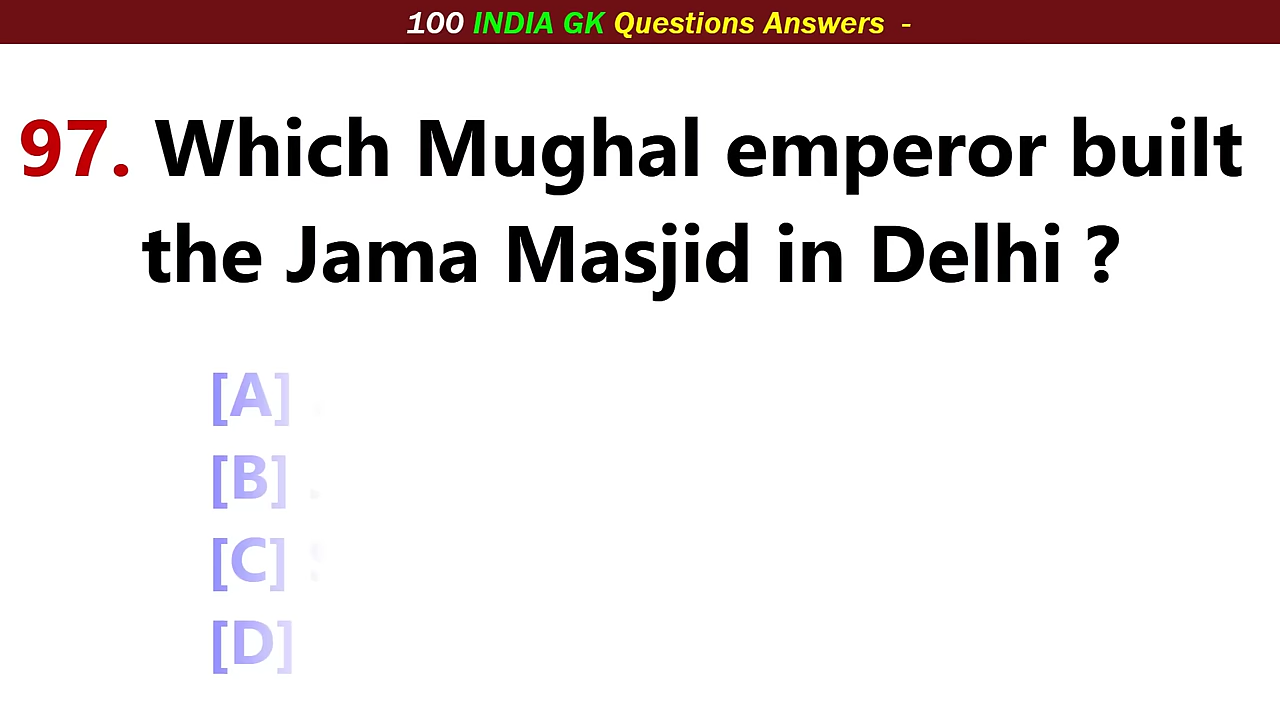 100 INDIA GK Questions Answers -
97. Which Mughal emperor built
the Jama Masjid in Delhi ?
[A]
[B]
[C]
[D]